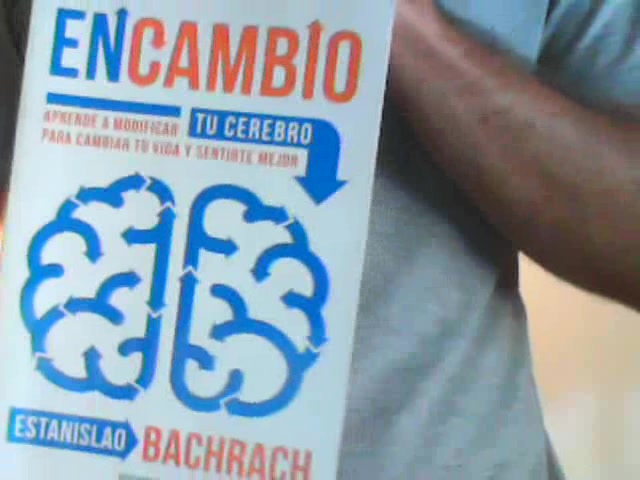 ENCAMBIO
APRENDE A MODIFICAR TU CEREBRO
PARA CAMBIAR TU VIDA Y SENTIRTE MEJOR
ESTANISLAO BACHRACH